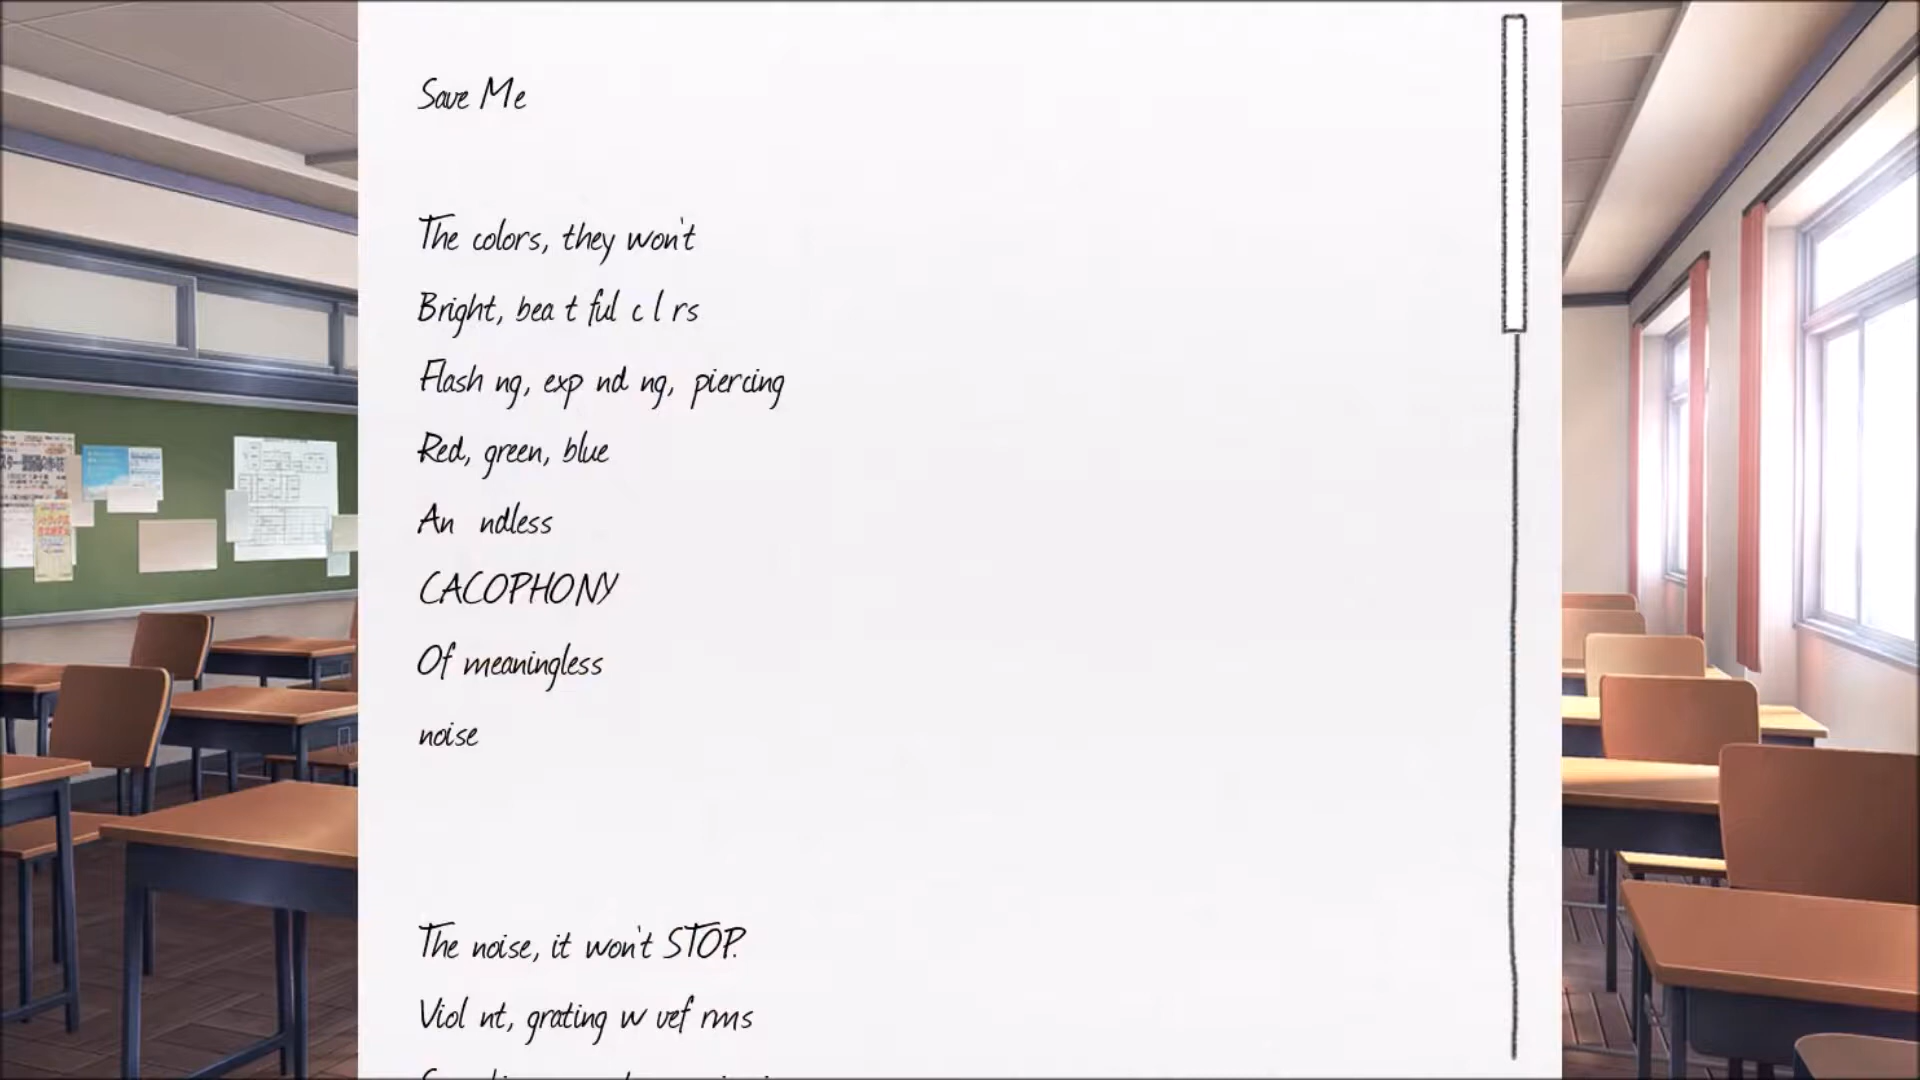 Save Me
The colors, they won't
Bright, bea t ful c l rs
Flash ng, exp nd ng, piercing
Red, green, blue
An ndless
CACOPHONY
Of meaningless
noise
The noise, it won't STOP.
Viol nt, grating w vef rms